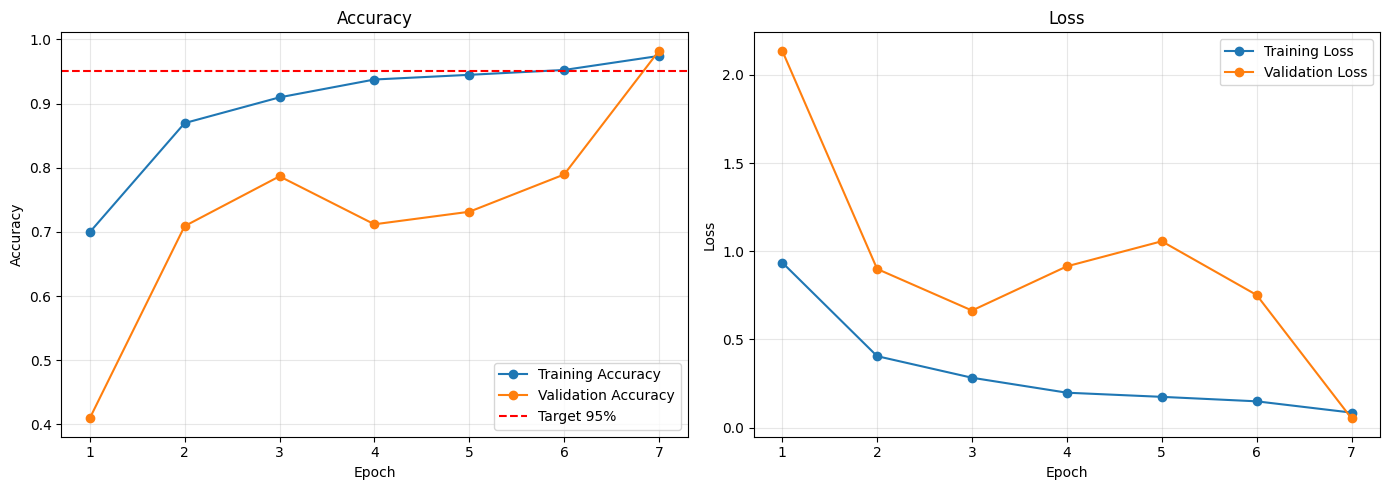 Accuracy
1.0
0.9
0.8
0.7
0.6
0.5
0.4
Accuracy
1 2 3 4 5 6 7
Epoch
Training Accuracy
Validation Accuracy
Target 95%
Loss
2.0
1.5
1.0
0.5
0.0
Loss
1 2 3 4 5 6 7
Epoch
Training Loss
Validation Loss